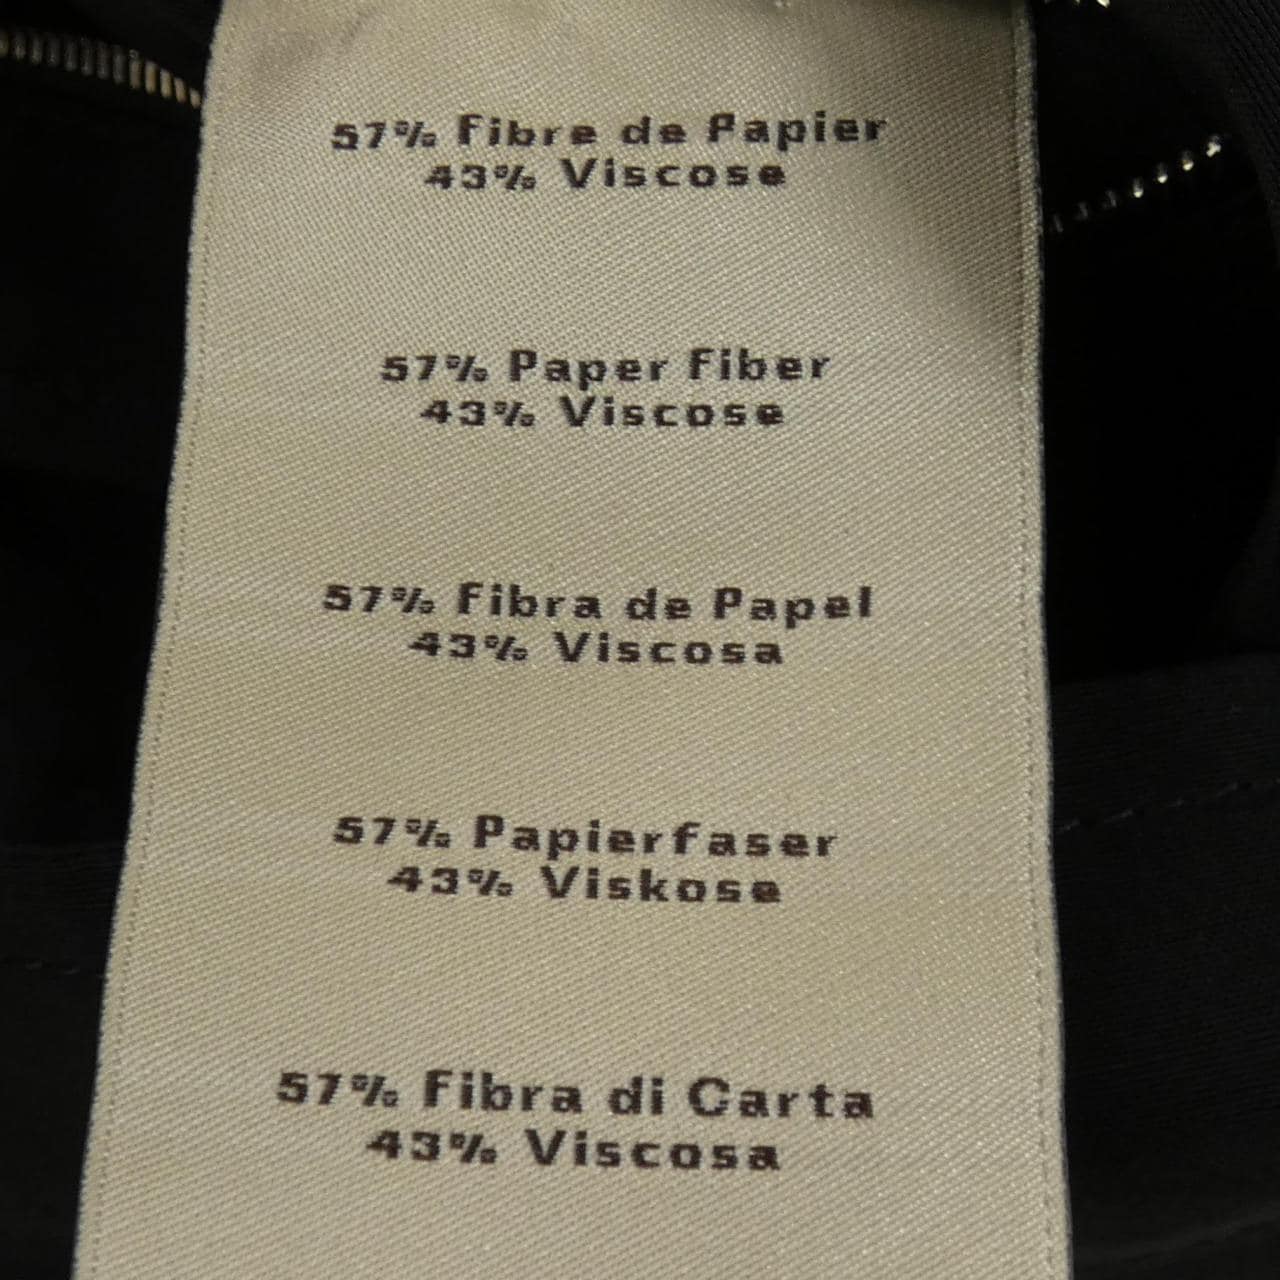 57% Fibre de Papier
43% Viscose
57% Paper Fiber
43% Viscose
57% Fibra de Papel
43% Viscosa
57% Papierfaser
43% Viskose
57% Fibra di Carta
43% Viscosa